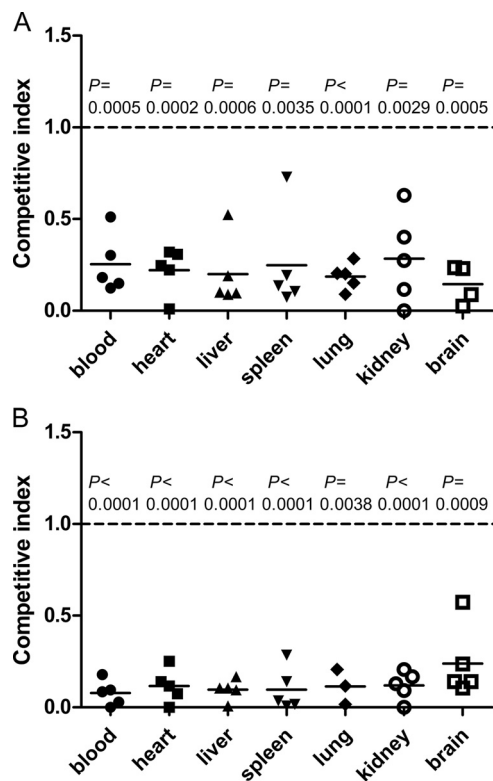 A
Competitive index
1.5
1.0
0.5
0.0
P= P= P= P= P< P= P=
0.0005 0.0002 0.0006 0.0035 0.0001 0.0029 0.0005
blood heart liver spleen lung kidney brain
B
Competitive index
1.5
1.0
0.5
0.0
P< P< P< P< P= P< P=
0.0001 0.0001 0.0001 0.0001 0.0038 0.0001 0.0009
blood heart liver spleen lung kidney brain